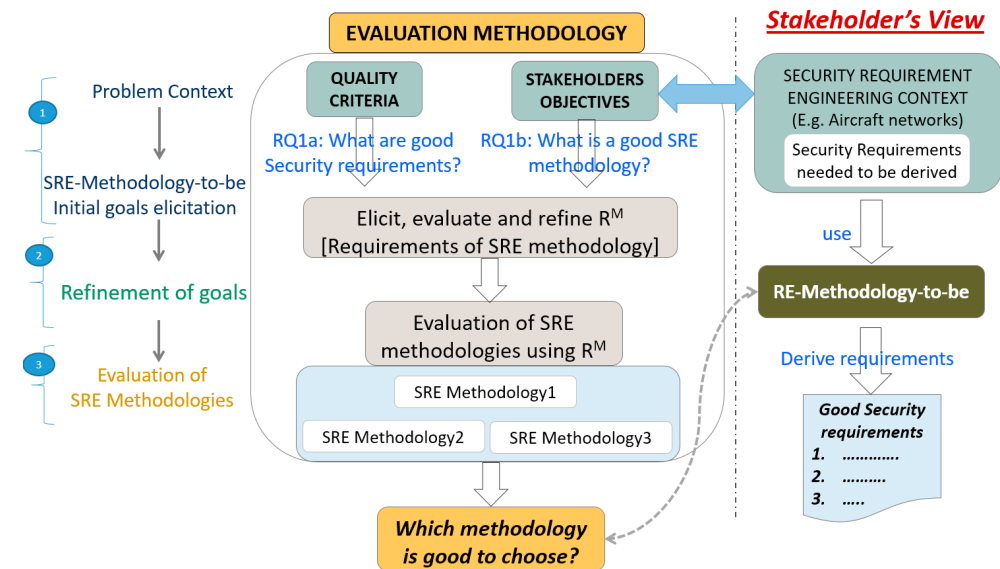 Stakeholder's View
EVALUATION METHODOLOGY
1
Problem Context
SRE-Methodology-to-be
Initial goals elicitation
2
Refinement of goals
3
Evaluation of
SRE Methodologies
QUALITY
CRITERIA
STAKEHOLDERS
OBJECTIVES
RQ1a: What are good
Security requirements?
RQ1b: What is a good SRE
methodology?
Elicit, evaluate and refine Rᴹ
[Requirements of SRE methodology]
Evaluation of SRE
methodologies using Rᴹ
SRE Methodology1
SRE Methodology2
SRE Methodology3
Which methodology
is good to choose?
SECURITY REQUIREMENT
ENGINEERING CONTEXT
(E.g. Aircraft networks)
Security Requirements
needed to be derived
use
RE-Methodology-to-be
Derive requirements
Good Security
requirements
1. ………….
2. ……….
3. …..